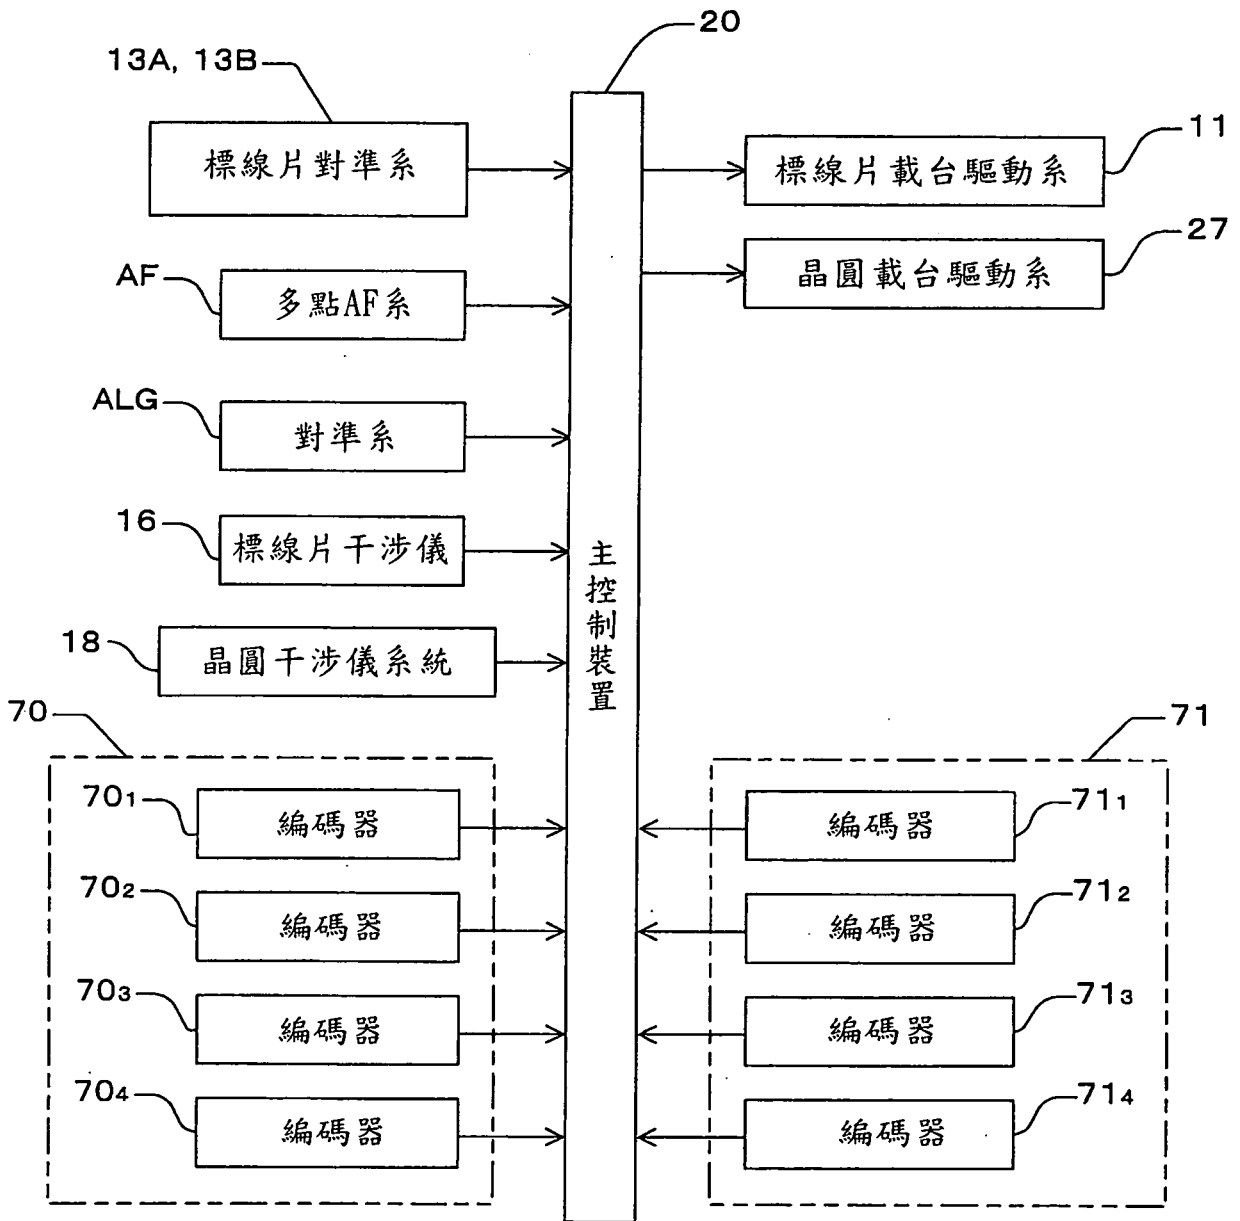 20
13A, 13B
標線片對準系
11
標線片載台驅動系
27
晶圓載台驅動系
AF
多點AF系
ALG
對準系
16
標線片干涉儀
18
晶圓干涉儀系統
主控制裝置
70
70₁
編碼器
70₂
編碼器
70₃
編碼器
70₄
編碼器
71
71₁
編碼器
71₂
編碼器
71₃
編碼器
71₄
編碼器